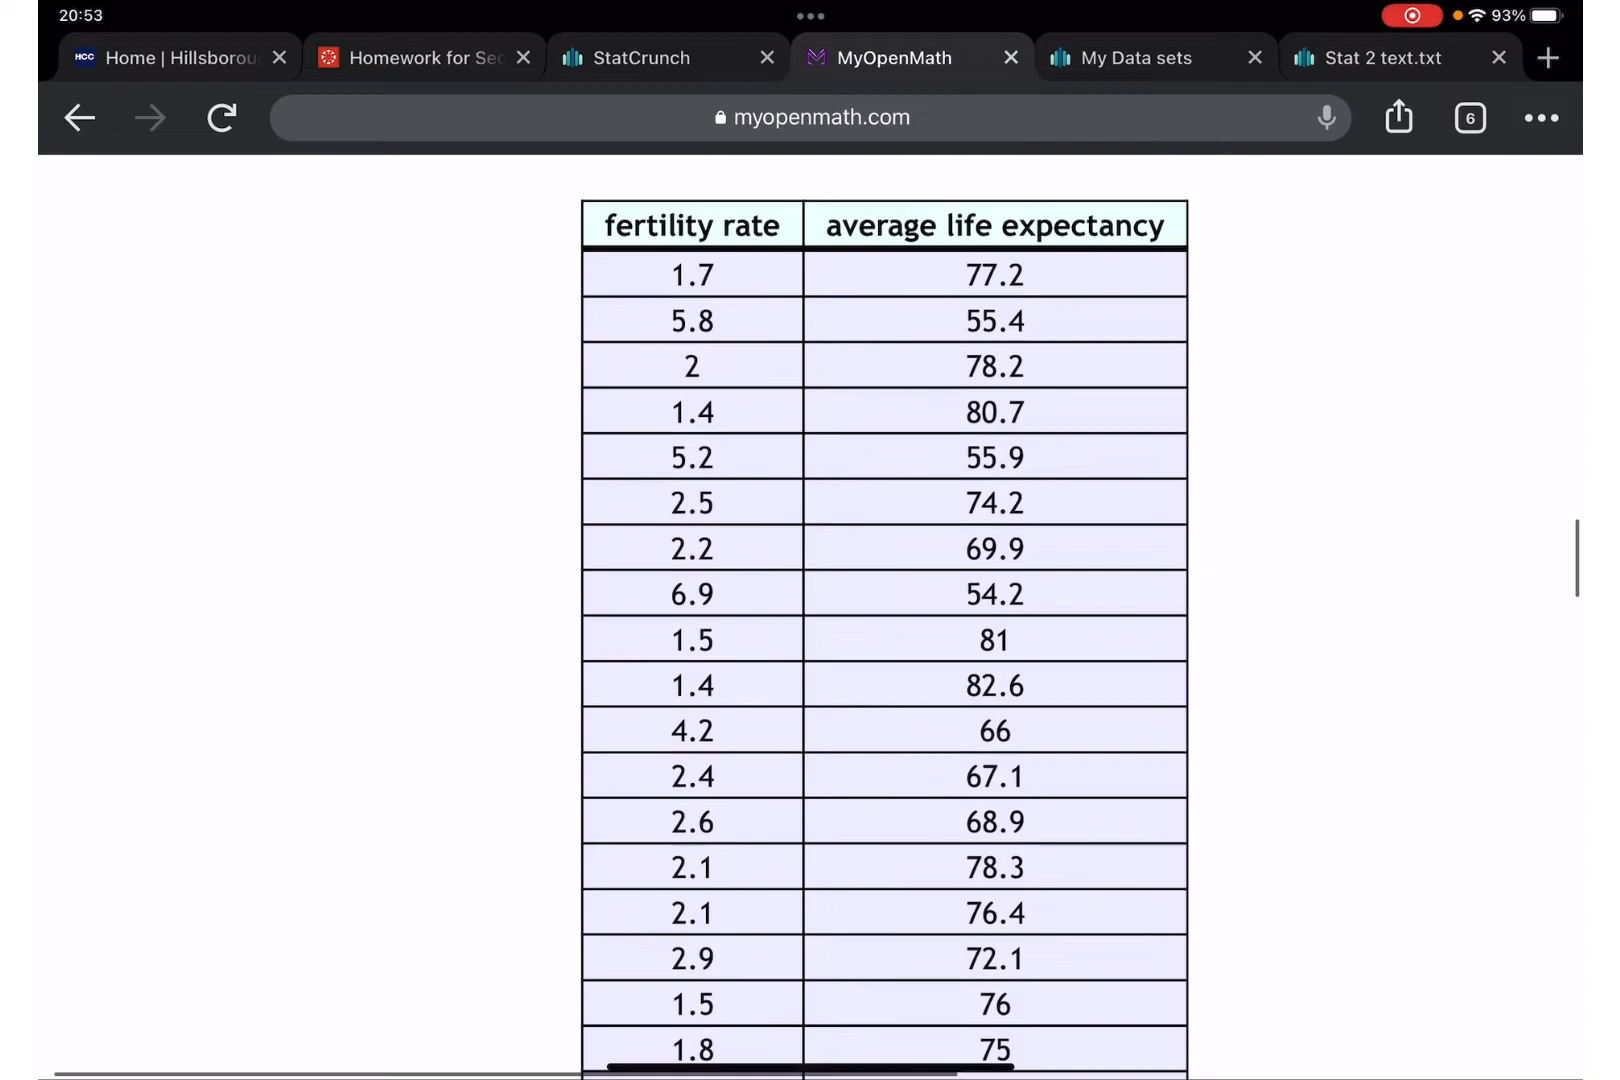 20:53
93%
HCC Home | Hillsborou
Homework for Sec
StatCrunch
MyOpenMath
My Data sets
Stat 2 text.txt
myopenmath.com
6
fertility rate average life expectancy
1.7 77.2
5.8 55.4
2 78.2
1.4 80.7
5.2 55.9
2.5 74.2
2.2 69.9
6.9 54.2
1.5 81
1.4 82.6
4.2 66
2.4 67.1
2.6 68.9
2.1 78.3
2.1 76.4
2.9 72.1
1.5 76
1.8 75